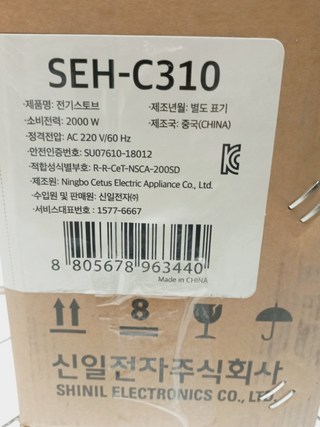 SEH-C310
·제품명: 전기스토브 ·제조년월: 별도 표기
·소비전력: 2000 W ·제조국: 중국(CHINA)
·정격전압: AC 220 V/60 Hz
·안전인증번호: SU07610-18012
·적합성식별부호: R-R-CeT-NSCA-200SD
·제조원: Ningbo Cetus Electric Appliance Co., Ltd.
·수입원 및 판매원: 신일전자㈜
·서비스대표번호 : 1577-6667
8 805678 963440
Made in CHINA
8
신일전자주식회사
SHINIL ELECTRONICS CO., LTD.